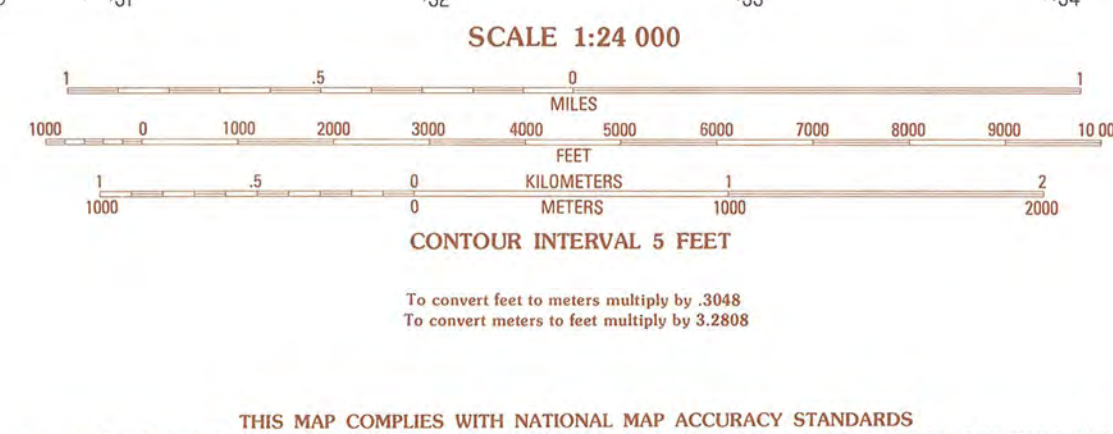 SCALE 1:24 000
1 .5 0 1
MILES
1000 0 1000 2000 3000 4000 5000 6000 7000 8000 9000 10 00
FEET
1 .5 0 KILOMETERS 1 2
1000 0 METERS 1000 2000
CONTOUR INTERVAL 5 FEET
To convert feet to meters multiply by .3048
To convert meters to feet multiply by 3.2808
THIS MAP COMPLIES WITH NATIONAL MAP ACCURACY STANDARDS